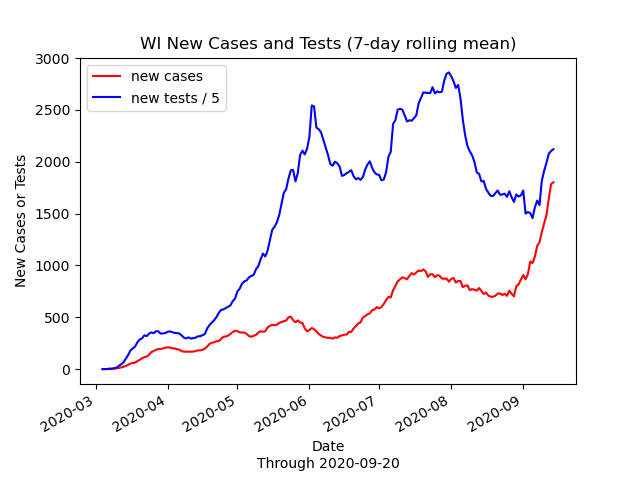 WI New Cases and Tests (7-day rolling mean)
new cases
new tests / 5
New Cases or Tests
3000
2500
2000
1500
1000
500
0
2020-03
2020-04
2020-05
2020-06
2020-07
2020-08
2020-09
Date
Through 2020-09-20